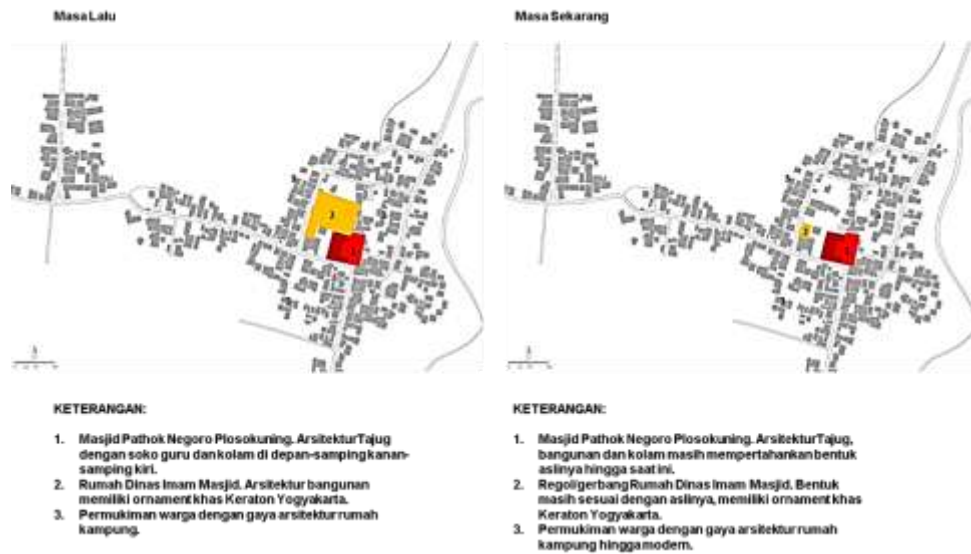 Masa Lalu
Masa Sekarang
KETERANGAN:
1. Masjid Pathok Negoro Plosokuning. Arsitektur Tajug
dengan soko guru dan kolam di depan-samping kanan-
samping kiri.
2. Rumah Dinas Imam Masjid. Arsitektur bangunan
memiliki ornament khas Keraton Yogyakarta.
3. Permukiman warga dengan gaya arsitektur rumah
kampung.
KETERANGAN:
1. Masjid Pathok Negoro Plosokuning. Arsitektur Tajug,
bangunan dan kolam masih mempertahankan bentuk
aslinya hingga saat ini.
2. Regol/gerbang Rumah Dinas Imam Masjid. Bentuk
masih sesuai dengan aslinya, memiliki ornament khas
Keraton Yogyakarta.
3. Permukiman warga dengan gaya arsitektur rumah
kampung hingga modern.